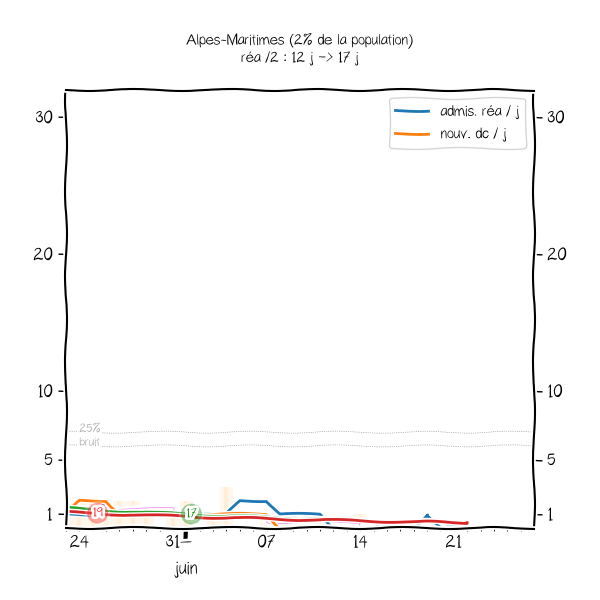 Alpes-Maritimes (2% de la population)
réa /2 : 12 j -> 17 j
admis. réa / j
nouv. dc / j
30 30
20 20
10 10
25%
bruit
5 5
19 17
1 1
24 31 07 14 21
juin